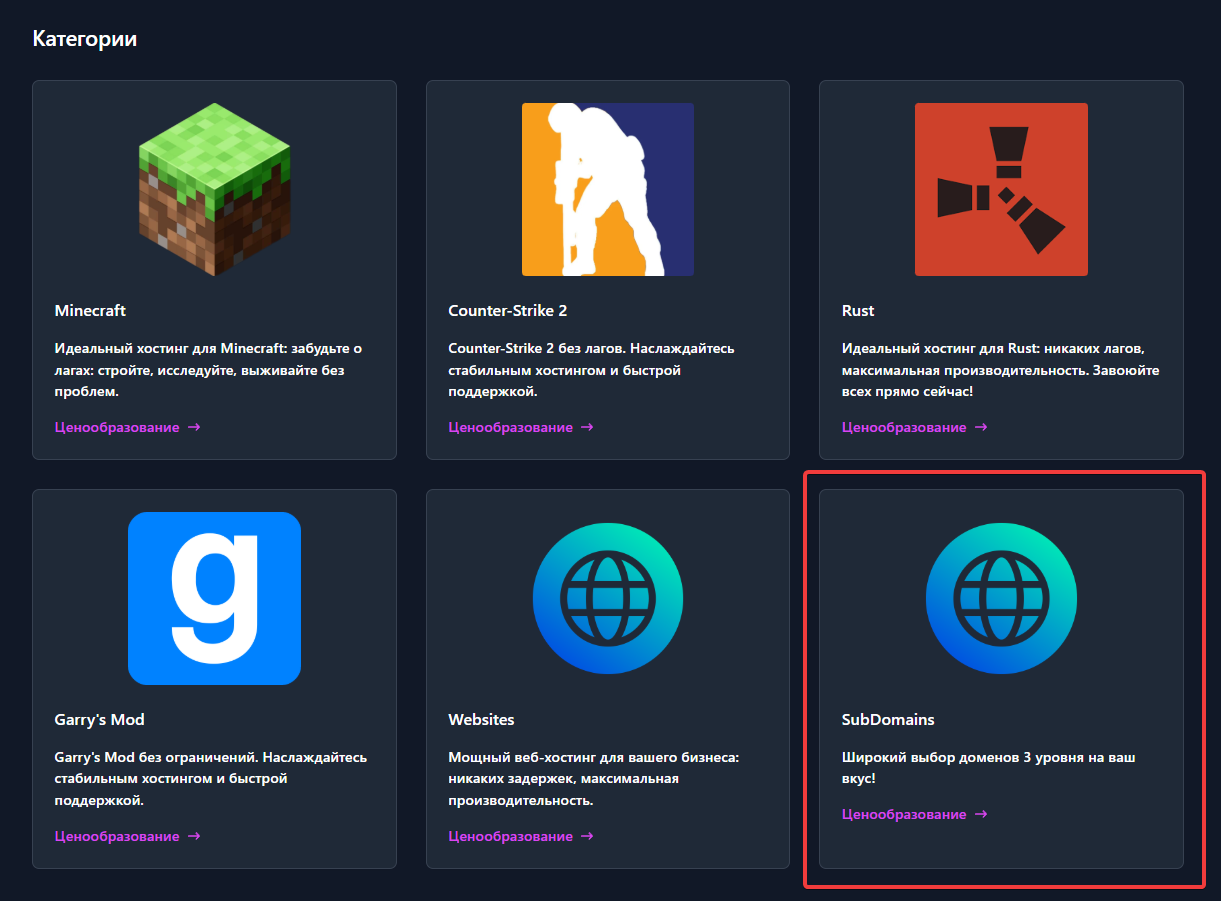 Категории
Minecraft
Идеальный хостинг для Minecraft: забудьте о
лагах: стройте, исследуйте, выживайте без
проблем.
Ценообразование →
Counter-Strike 2
Counter-Strike 2 без лагов. Наслаждайтесь
стабильным хостингом и быстрой
поддержкой.
Ценообразование →
Rust
Идеальный хостинг для Rust: никаких лагов,
максимальная производительность. Завоюйте
всех прямо сейчас!
Ценообразование →
g
Garry's Mod
Garry's Mod без ограничений. Наслаждайтесь
стабильным хостингом и быстрой
поддержкой.
Ценообразование →
Websites
Мощный веб-хостинг для вашего бизнеса:
никаких задержек, максимальная
производительность.
Ценообразование →
SubDomains
Широкий выбор доменов 3 уровня на ваш
вкус!
Ценообразование →